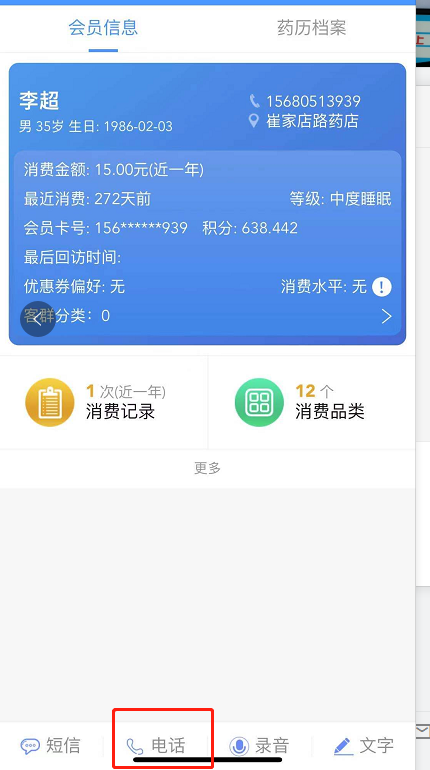 会员信息
药历档案
李超
男 35岁 生日: 1986-02-03
15680513939
崔家店路药店
消费金额: 15.00元(近一年)
最近消费: 272天前 等级: 中度睡眠
会员卡号: 156******939 积分: 638.442
最后回访时间:
优惠券偏好: 无 消费水平: 无
客群分类: 0
1 次(近一年)
消费记录
12 个
消费品类
更多
短信
电话
录音
文字